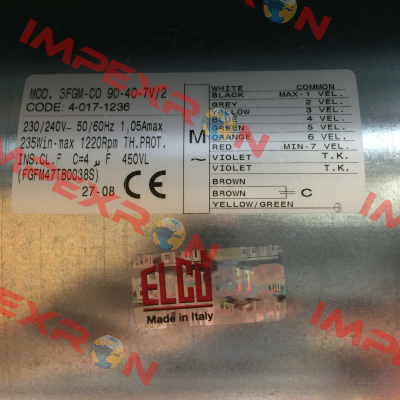 IMPEXRON
MOD. 3FGM-CO 90-40-7V/2
CODE: 4-017-1236
230/240V~ 50/60Hz 1,05Amax
235Win-max 1220Rpm TH.PROT.
INS.CL.F C=4 μF 450VL
(FGFM47TB0038S)
27-08 CE
M
~
WHITE COMMON
BLACK MAX-1 VEL.
GREY 2 VEL.
YELLOW 3 VEL.
BLUE 4 VEL.
GREEN 5 VEL.
ORANGE 6 VEL.
RED MIN-7 VEL.
VIOLET T.K.
VIOLET T.K.
BROWN
C
BROWN
YELLOW/GREEN
ELCO
Made in Italy
IMPEXRON
IMPEXRON
IMPEXRON